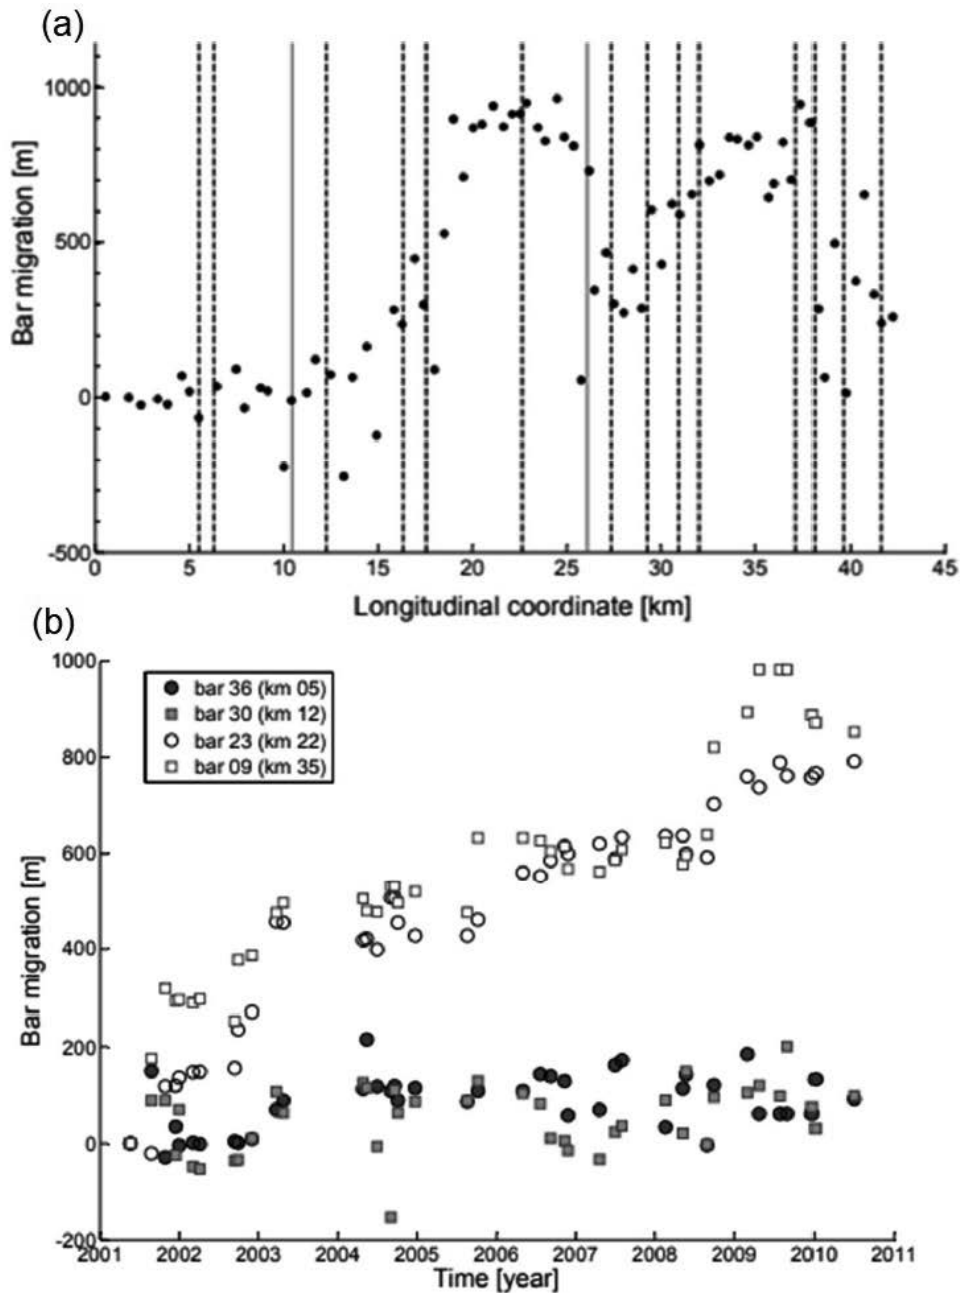 (a)
Bar migration [m]
1000
500
0
-500
0 5 10 15 20 25 30 35 40 45
Longitudinal coordinate [km]
(b)
Bar migration [m]
1000
800
600
400
200
0
-200
bar 36 (km 05)
bar 30 (km 12)
bar 23 (km 22)
bar 09 (km 35)
2001 2002 2003 2004 2005 2006 2007 2008 2009 2010 2011
Time [year]